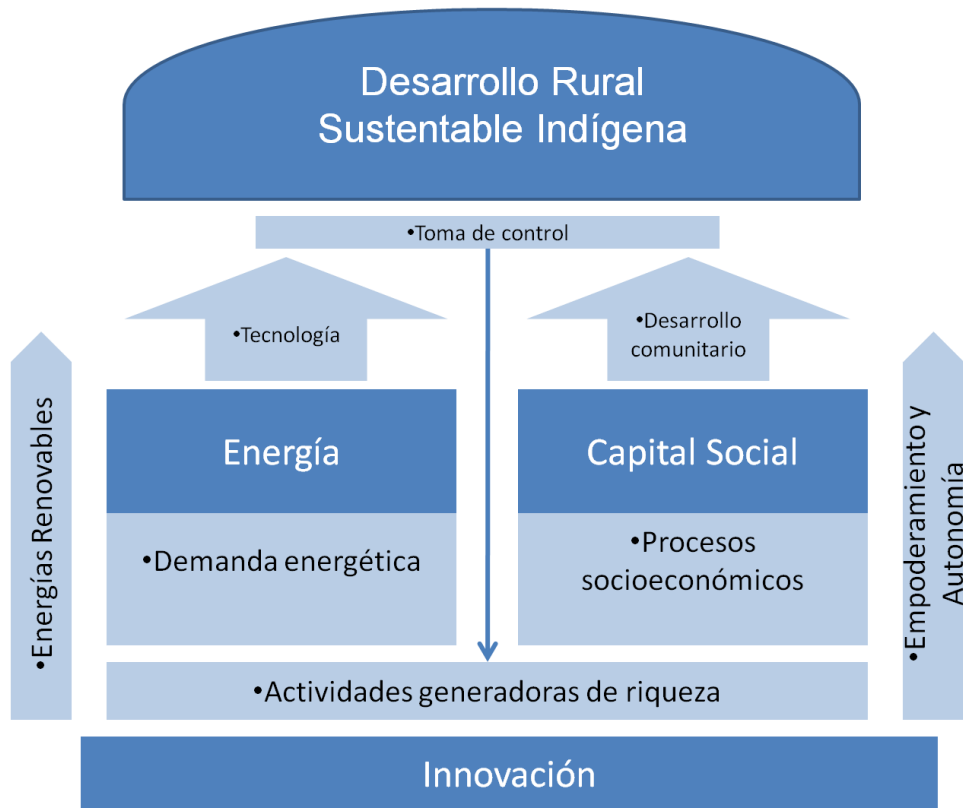 Desarrollo Rural
Sustentable Indígena
•Toma de control
•Tecnología
•Desarrollo
comunitario
•Energías Renovables
Energía
Capital Social
•Empoderamiento y
Autonomía
•Demanda energética
•Procesos
socioeconómicos
•Actividades generadoras de riqueza
Innovación